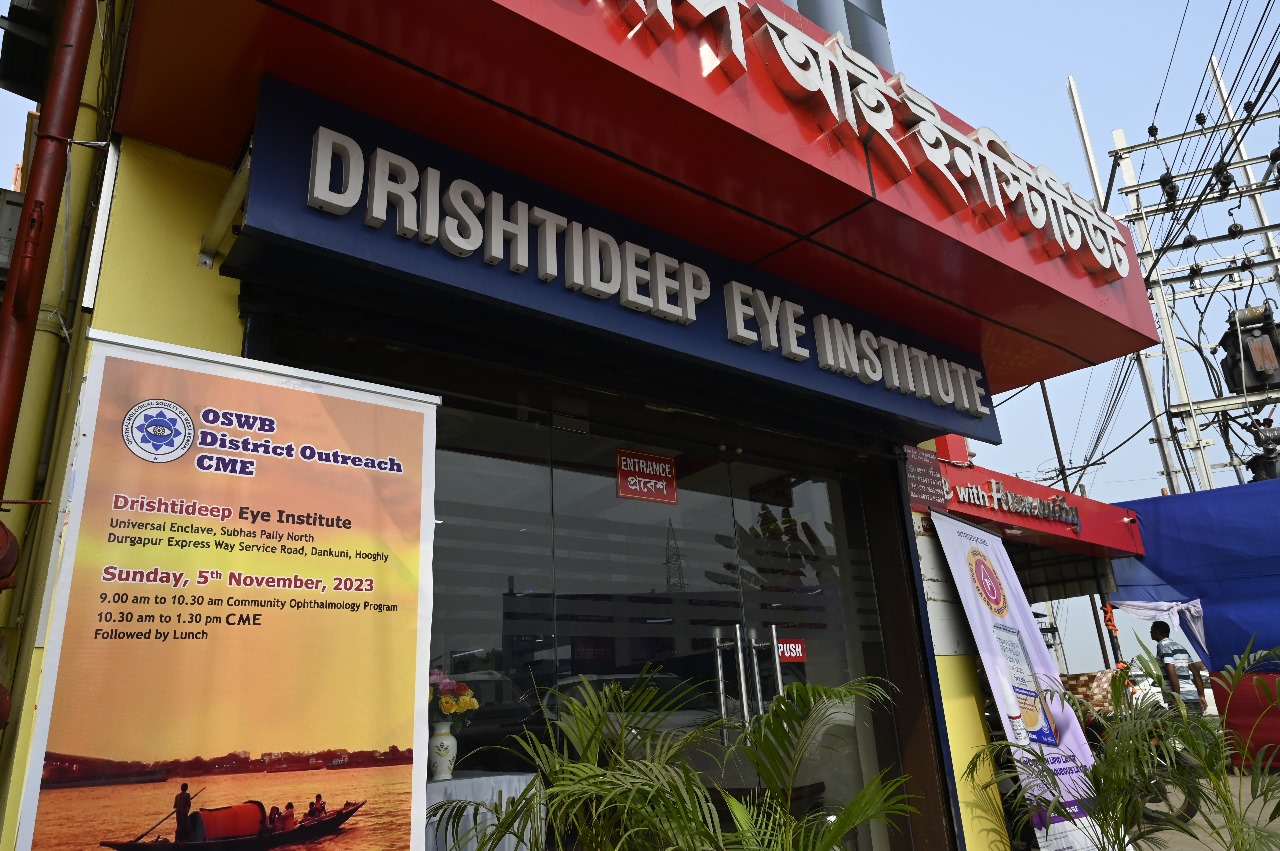 আই ইনস্টিটিউট
DRISHTIDEEP EYE INSTITUTE
OSWB
District Outreach
CME
Drishtideep Eye Institute
Universal Enclave, Subhas Pally North
Durgapur Express Way Service Road, Dankuni, Hooghly
Sunday, 5th November, 2023
9.00 am to 10.30 am Community Ophthalmology Program
10.30 am to 1.30 pm CME
Followed by Lunch
ENTRANCE
প্রবেশ
PUSH
with